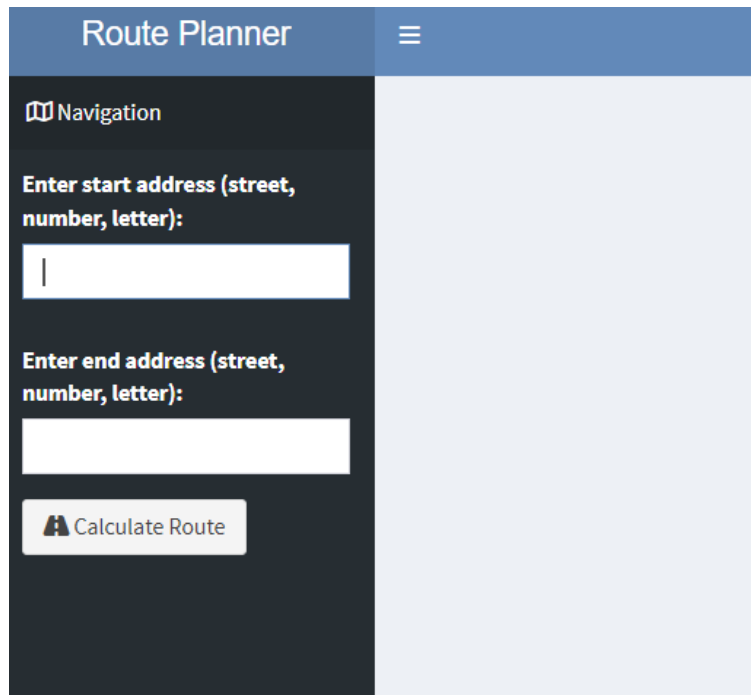 Route Planner
Navigation
Enter start address (street,
number, letter):
Enter end address (street,
number, letter):
Calculate Route